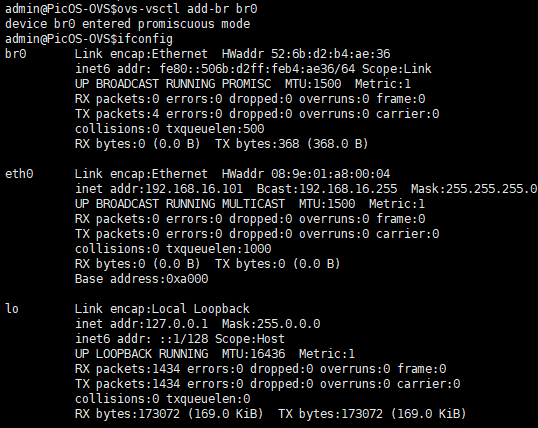 admin@PicOS-OVS$ovs-vsctl add-br br0
device br0 entered promiscuous mode
admin@PicOS-OVS$ifconfig
br0       Link encap:Ethernet  HWaddr 52:6b:d2:b4:ae:36
          inet6 addr: fe80::506b:d2ff:feb4:ae36/64 Scope:Link
          UP BROADCAST RUNNING PROMISC  MTU:1500  Metric:1
          RX packets:0 errors:0 dropped:0 overruns:0 frame:0
          TX packets:4 errors:0 dropped:0 overruns:0 carrier:0
          collisions:0 txqueuelen:500
          RX bytes:0 (0.0 B)  TX bytes:368 (368.0 B)

eth0      Link encap:Ethernet  HWaddr 08:9e:01:a8:00:04
          inet addr:192.168.16.101  Bcast:192.168.16.255  Mask:255.255.255.0
          UP BROADCAST RUNNING MULTICAST  MTU:1500  Metric:1
          RX packets:0 errors:0 dropped:0 overruns:0 frame:0
          TX packets:0 errors:0 dropped:0 overruns:0 carrier:0
          collisions:0 txqueuelen:1000
          RX bytes:0 (0.0 B)  TX bytes:0 (0.0 B)
          Base address:0xa000

lo        Link encap:Local Loopback
          inet addr:127.0.0.1  Mask:255.0.0.0
          inet6 addr: ::1/128 Scope:Host
          UP LOOPBACK RUNNING  MTU:16436  Metric:1
          RX packets:1434 errors:0 dropped:0 overruns:0 frame:0
          TX packets:1434 errors:0 dropped:0 overruns:0 carrier:0
          collisions:0 txqueuelen:0
          RX bytes:173072 (169.0 KiB)  TX bytes:173072 (169.0 KiB)